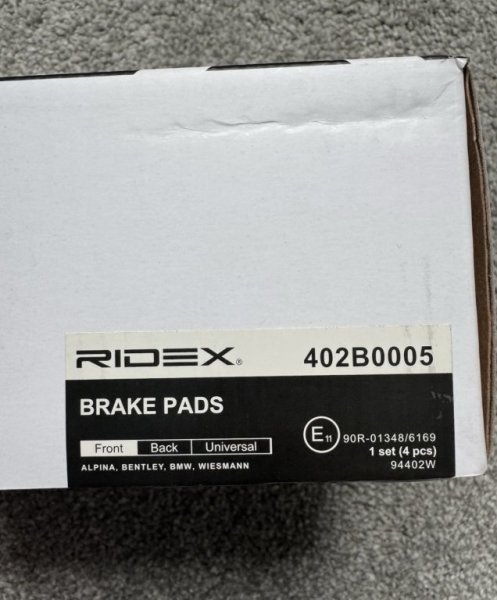 RIDEX® 402B0005
BRAKE PADS
E11 90R-01348/6169
Front Back Universal 1 set (4 pcs)
ALPINA, BENTLEY, BMW, WIESMANN 94402W